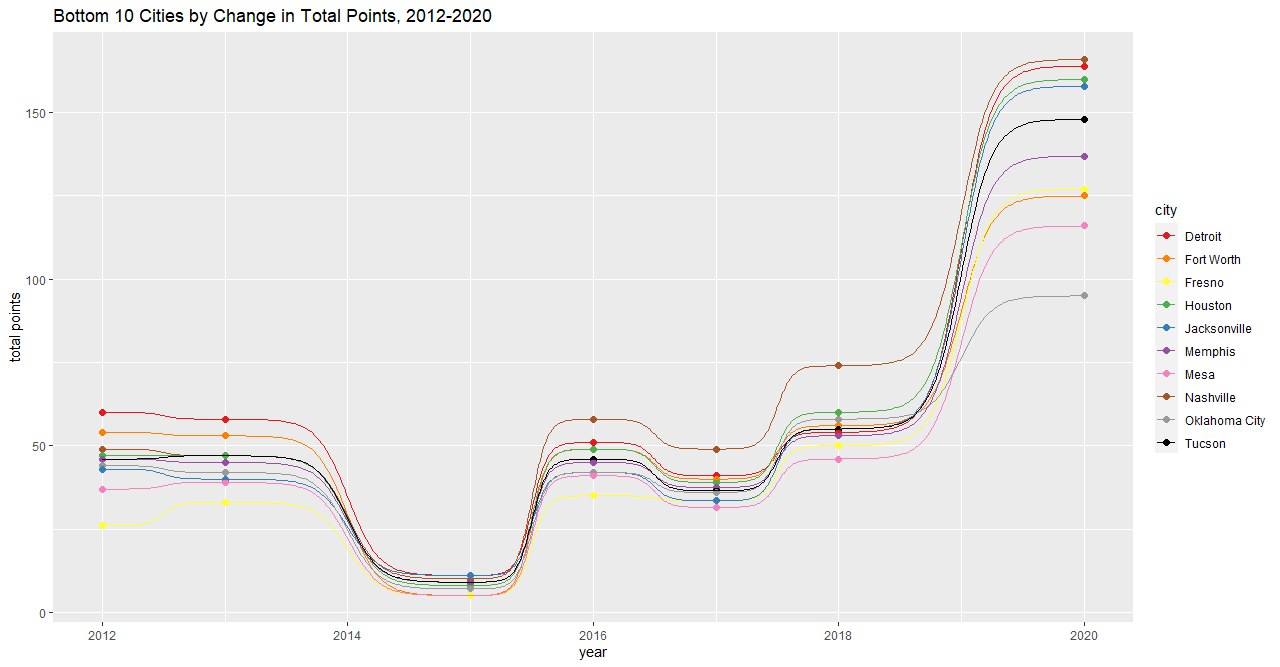 Bottom 10 Cities by Change in Total Points, 2012-2020
total points
150
100
50
0
2012
2014
2016
2018
2020
year
city
Detroit
Fort Worth
Fresno
Houston
Jacksonville
Memphis
Mesa
Nashville
Oklahoma City
Tucson